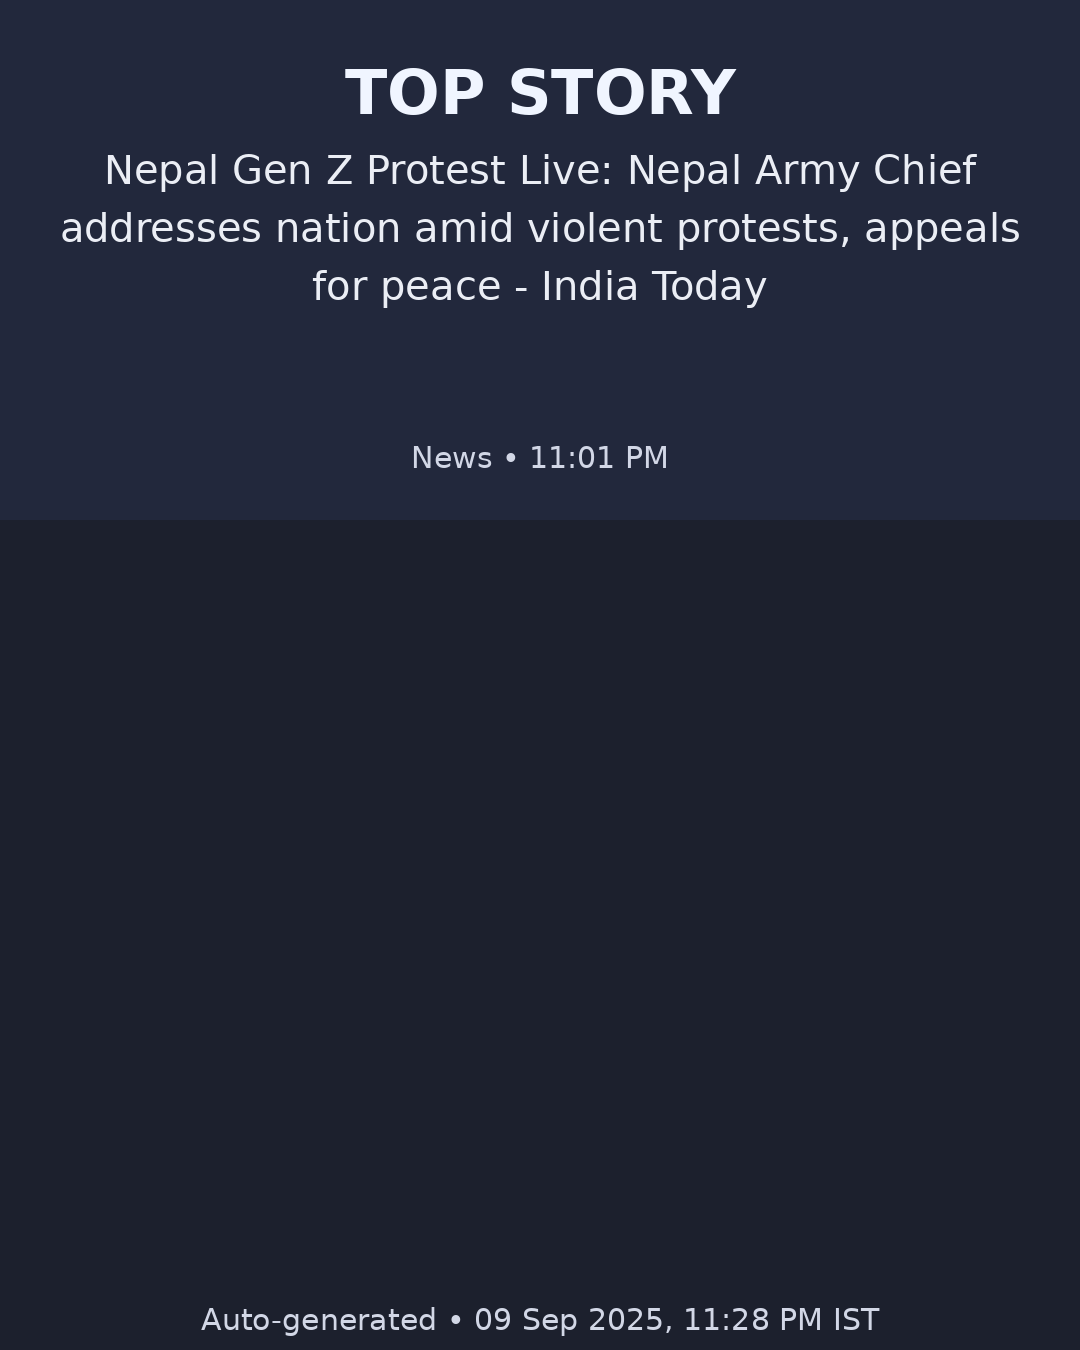 TOP STORY
Nepal Gen Z Protest Live: Nepal Army Chief
addresses nation amid violent protests, appeals
for peace - India Today
News • 11:01 PM
Auto-generated • 09 Sep 2025, 11:28 PM IST